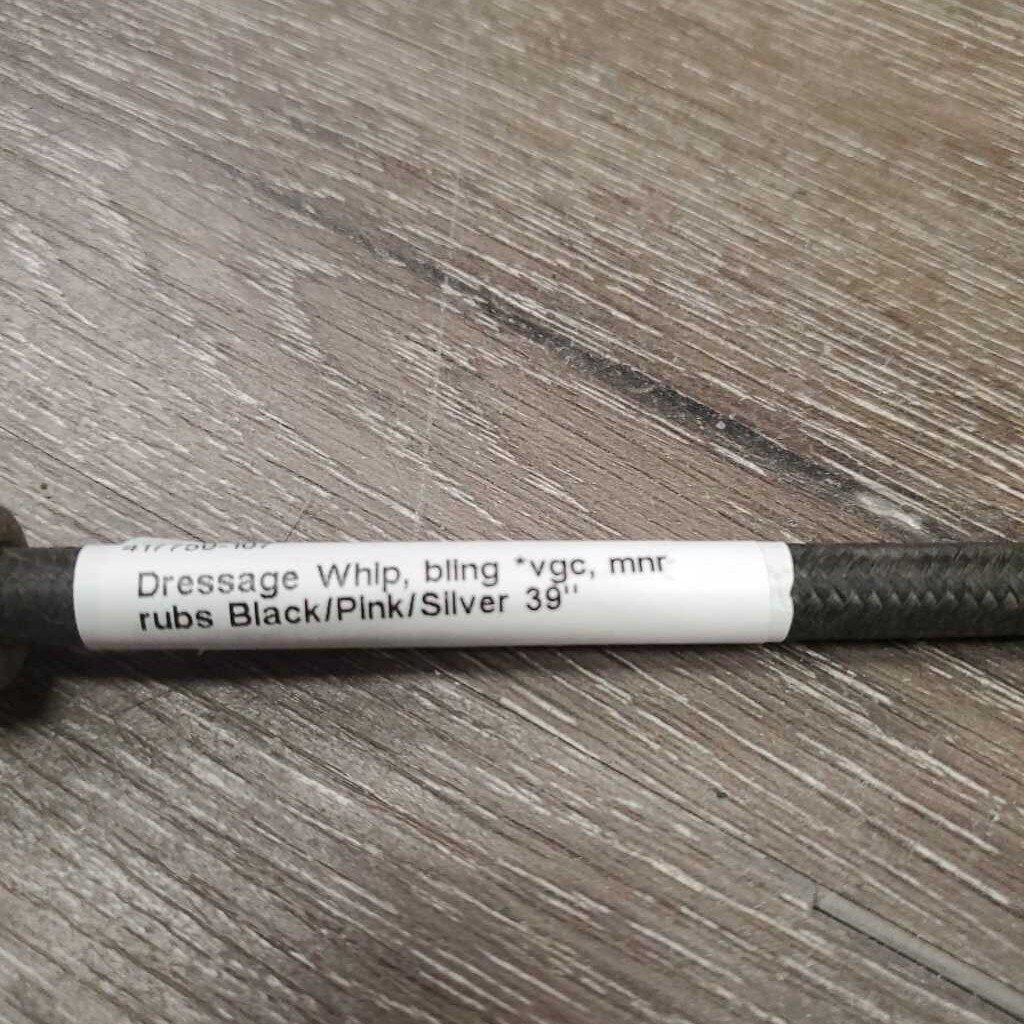 Dressage Whip, bling *vgc, mnr
rubs Black/Pink/Silver 39"